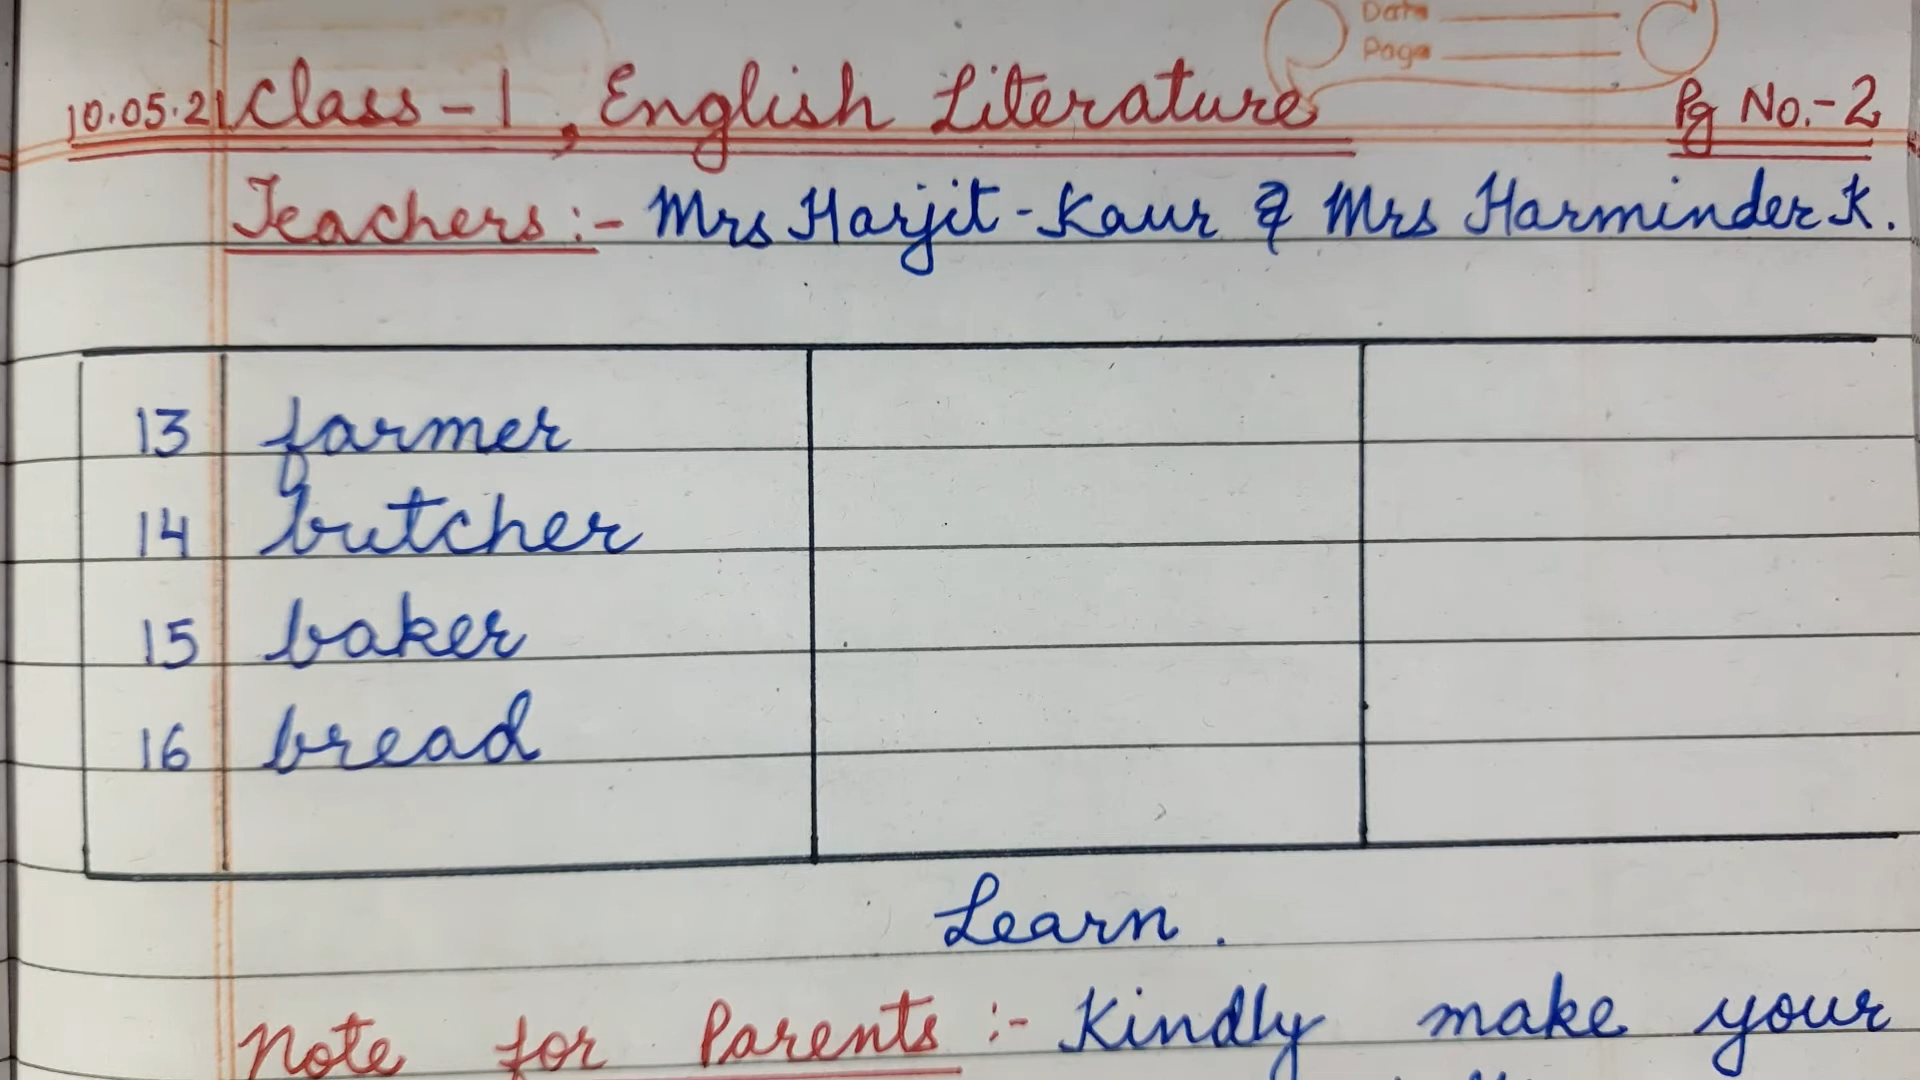 Date
Page
10.05.21 Class-1, English Literature Pg No.-2
Teachers:- Mrs Harjit-Kaur & Mrs Harminder K.
13 farmer
14 butcher
15 baker
16 bread
Learn.
Note for Parents :- Kindly make your